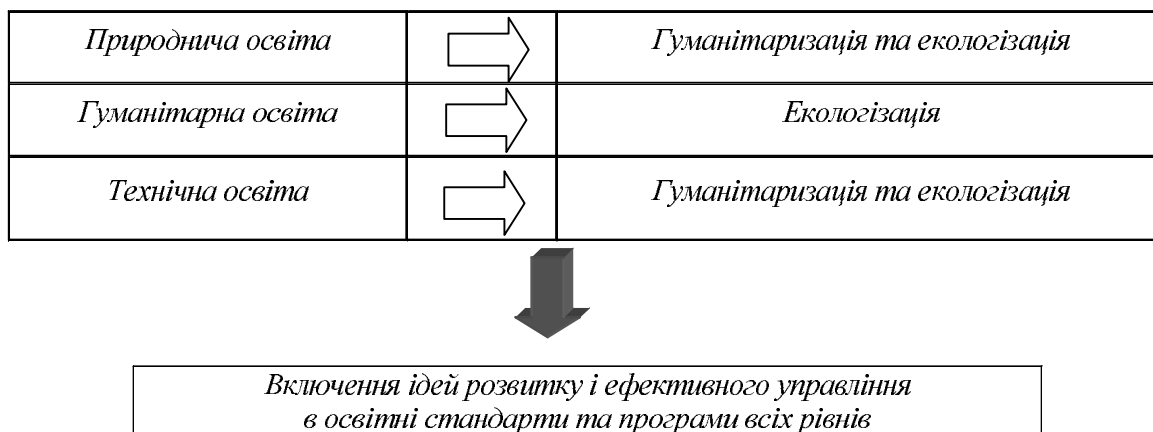 Природнича освіта
Гуманітаризація та екологізація
Гуманітарна освіта
Екологізація
Технічна освіта
Гуманітаризація та екологізація
Включення ідей розвитку і ефективного управління
в освітні стандарти та програми всіх рівнів